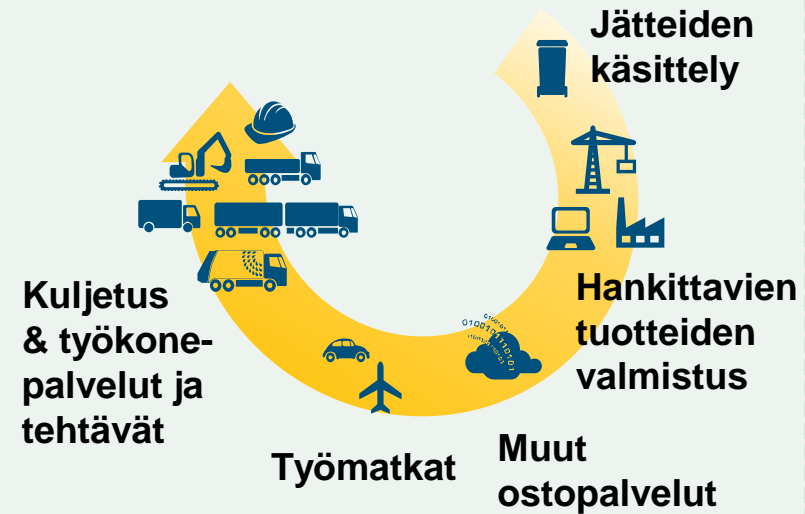 Jätteiden
käsittely
Hankittavien
tuotteiden
valmistus
Muut
ostopalvelut
Työmatkat
Kuljetus
& työkone-
palvelut ja
tehtävät